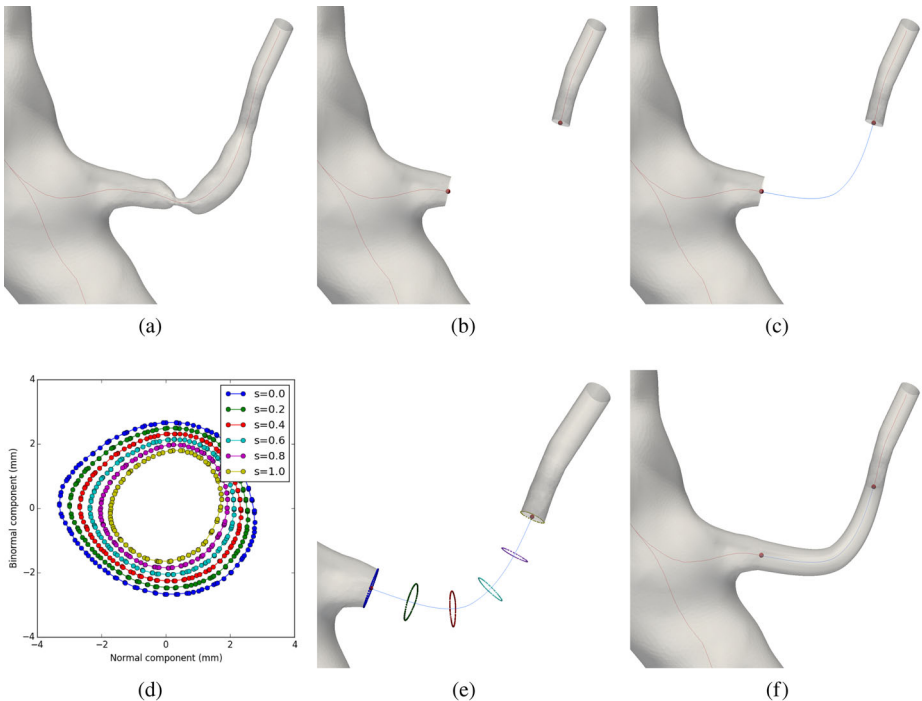 (a)
(b)
(c)
4
2
0
−2
−4
Binormal component (mm)
s=0.0
s=0.2
s=0.4
s=0.6
s=0.8
s=1.0
−4
−2
0
2
4
Normal component (mm)
(d)
(e)
(f)